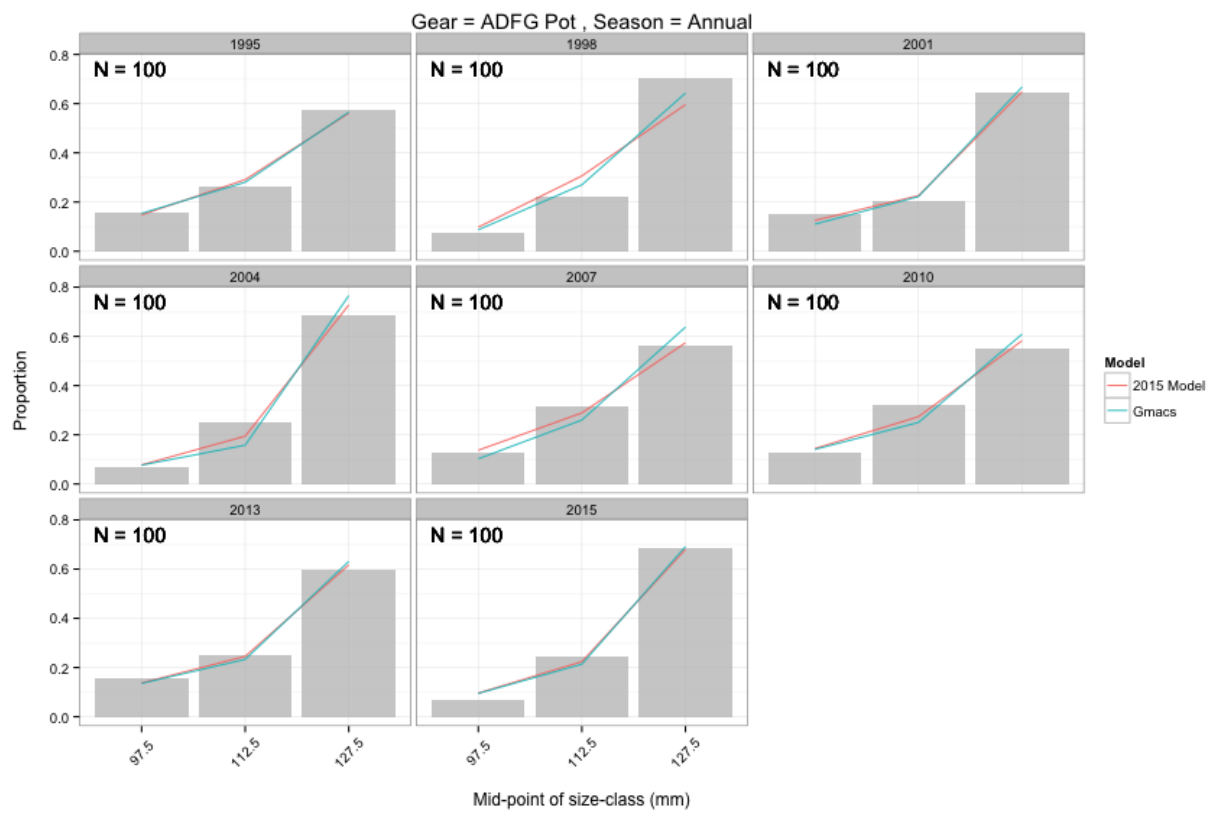 Gear = ADFG Pot , Season = Annual
1995
1998
2001
N = 100
N = 100
N = 100
0.8
0.6
0.4
0.2
0.0
2004
2007
2010
N = 100
N = 100
N = 100
0.8
0.6
0.4
0.2
0.0
2013
2015
N = 100
N = 100
0.8
0.6
0.4
0.2
0.0
Proportion
97.5
112.5
127.5
97.5
112.5
127.5
Mid-point of size-class (mm)
Model
2015 Model
Gmacs